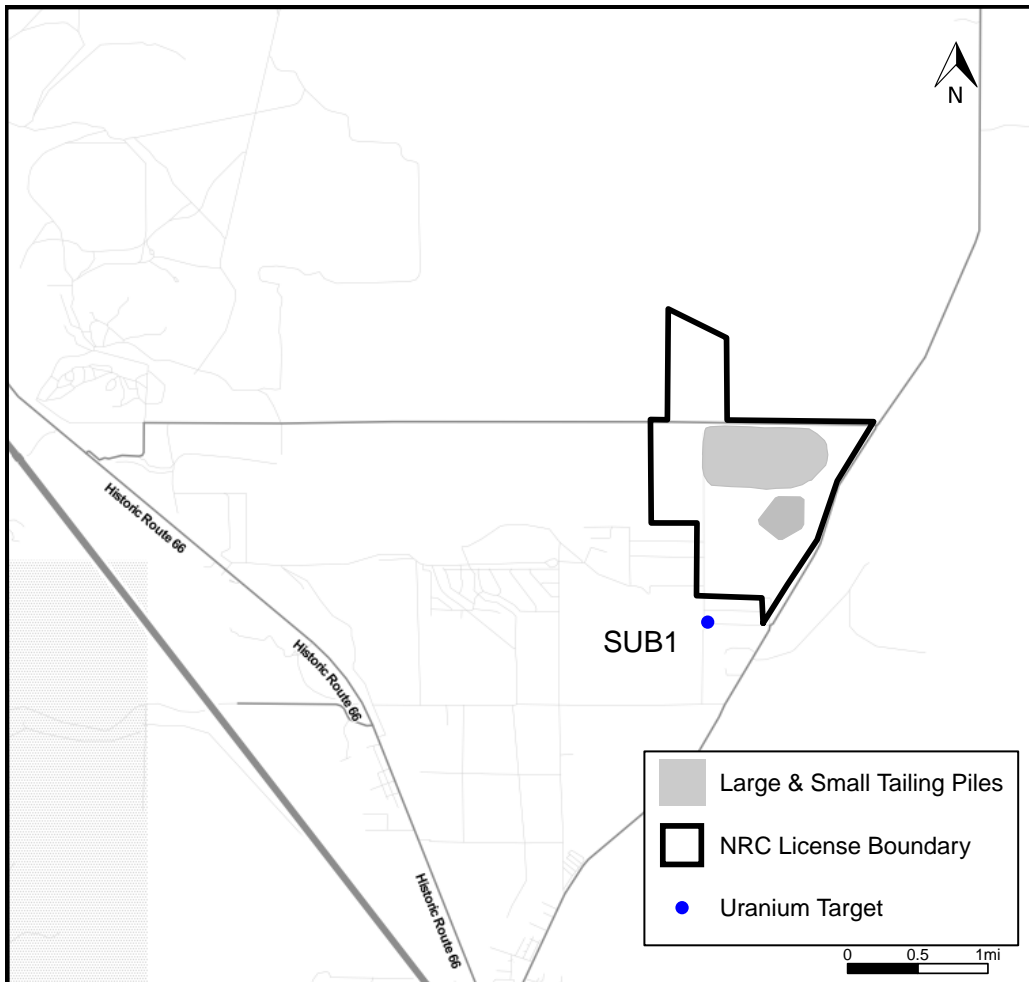 N
Historic Route 66
Historic Route 66
SUB1
Historic Route 66
Large & Small Tailing Piles
NRC License Boundary
Uranium Target
0 0.5 1mi